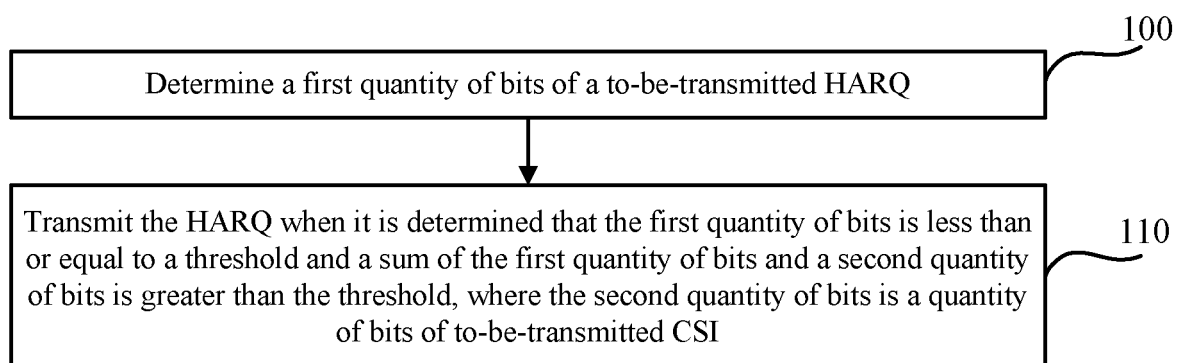 100
Determine a first quantity of bits of a to-be-transmitted HARQ
Transmit the HARQ when it is determined that the first quantity of bits is less than
or equal to a threshold and a sum of the first quantity of bits and a second quantity
of bits is greater than the threshold, where the second quantity of bits is a quantity
of bits of to-be-transmitted CSI
110